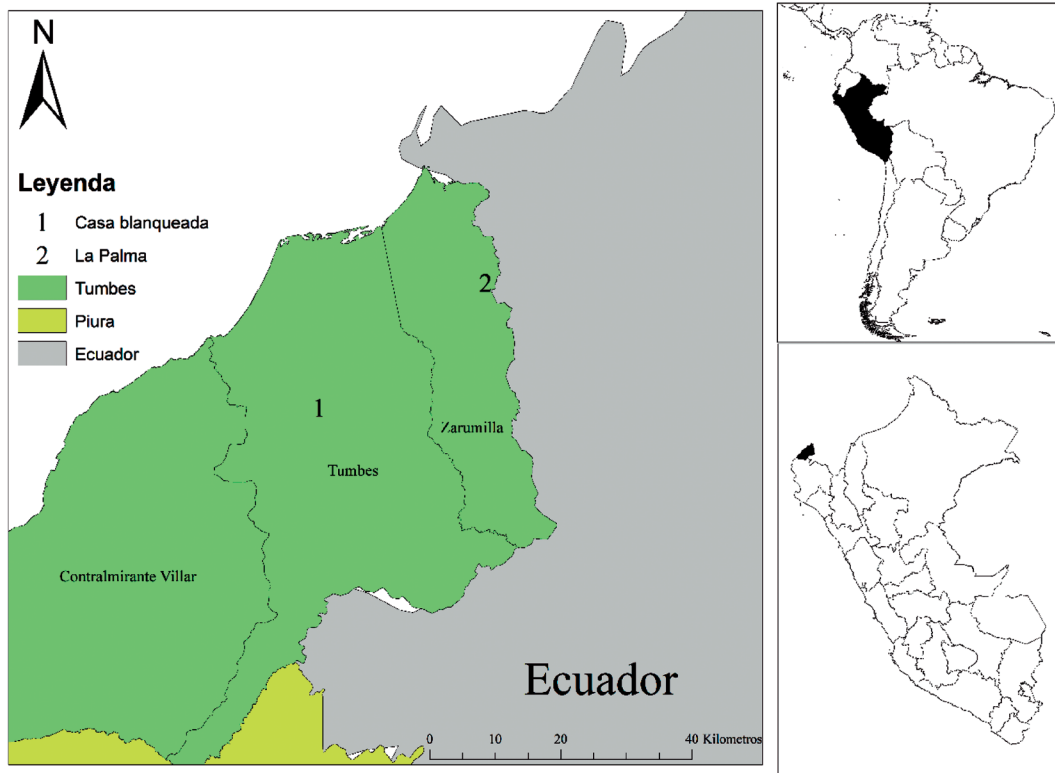 N
Leyenda
1 Casa blanqueada
2 La Palma
Tumbes
Piura
Ecuador
2
1
Zarumilla
Tumbes
Contralmirante Villar
Ecuador
0 10 20 40 Kilometros